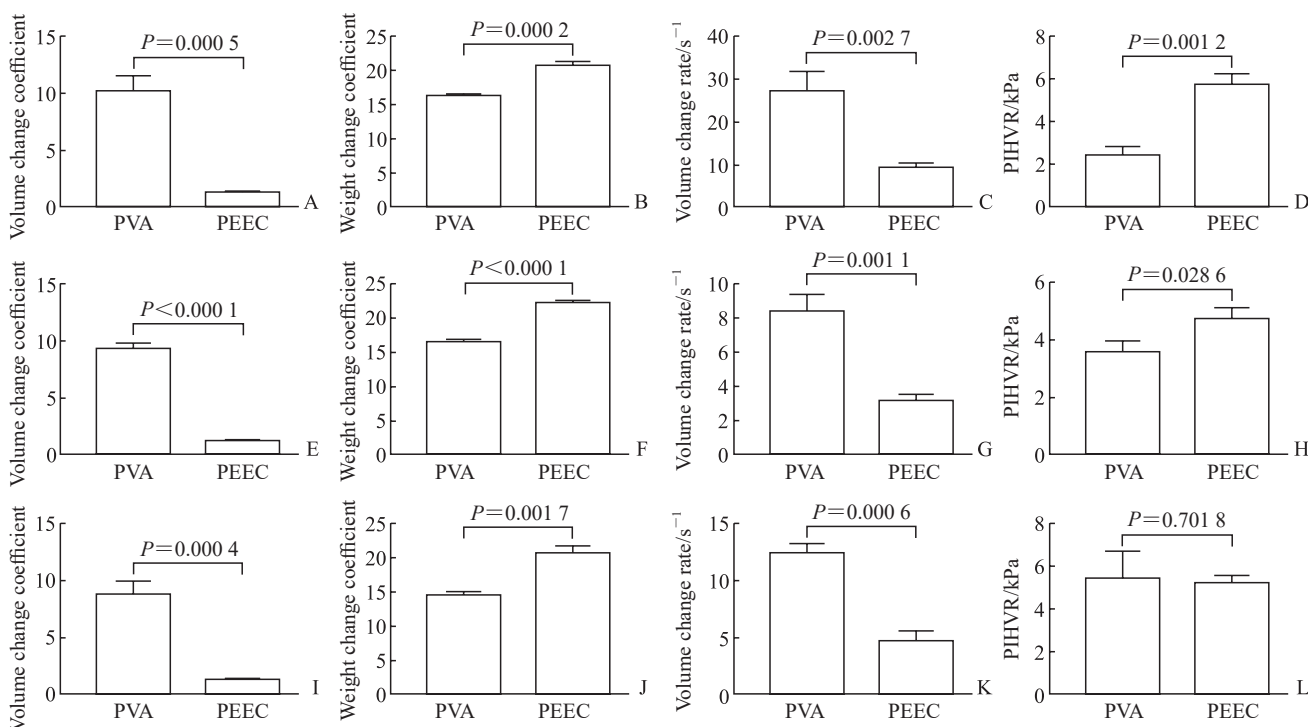 Volume change coefficient
15
10
5
0
P=0.000 5
PVA
PEEC
A
Weight change coefficient
25
20
15
10
5
0
P=0.000 2
PVA
PEEC
B
Volume change rate/s⁻¹
40
30
20
10
0
P=0.002 7
PVA
PEEC
C
PIHVR/kPa
8
6
4
2
0
P=0.001 2
PVA
PEEC
D
Volume change coefficient
15
10
5
0
P<0.000 1
PVA
PEEC
E
Weight change coefficient
25
20
15
10
5
0
P<0.000 1
PVA
PEEC
F
Volume change rate/s⁻¹
10
8
6
4
2
0
P=0.001 1
PVA
PEEC
G
PIHVR/kPa
6
4
2
0
P=0.028 6
PVA
PEEC
H
Volume change coefficient
15
10
5
0
P=0.000 4
PVA
PEEC
I
Weight change coefficient
25
20
15
10
5
0
P=0.001 7
PVA
PEEC
J
Volume change rate/s⁻¹
15
10
5
0
P=0.000 6
PVA
PEEC
K
PIHVR/kPa
8
6
4
2
0
P=0.701 8
PVA
PEEC
L